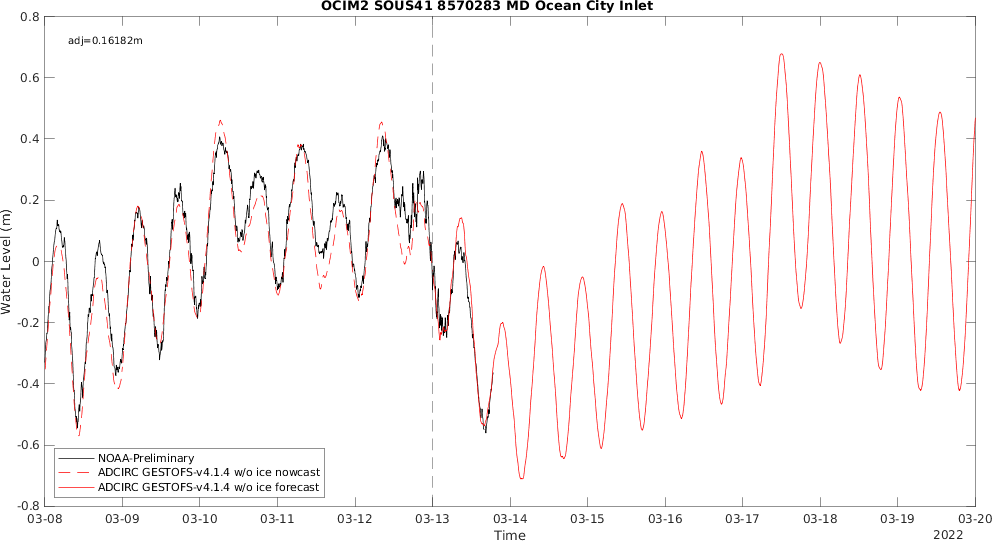 OCIM2 SOUS41 8570283 MD Ocean City Inlet
adj=0.16182m
0.8
0.6
0.4
0.2
0
-0.2
-0.4
-0.6
-0.8
Water Level (m)
NOAA-Preliminary
ADCIRC GESTOFS-v4.1.4 w/o ice nowcast
ADCIRC GESTOFS-v4.1.4 w/o ice forecast
03-08 03-09 03-10 03-11 03-12 03-13 03-14 03-15 03-16 03-17 03-18 03-19 03-20
Time
2022